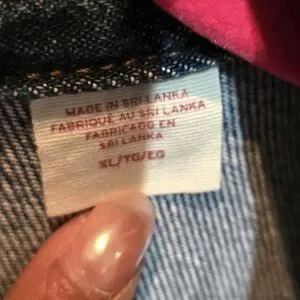 MADE IN SRI LANKA
FABRIQUE AU SRI LANKA
FABRICADO EN
SRI LANKA
XL/YG/EG